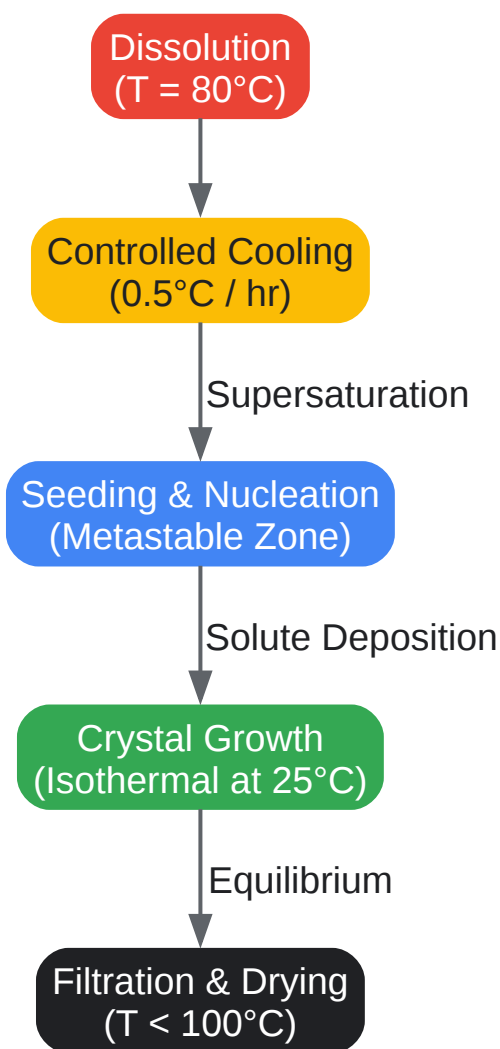 Dissolution
(T = 80°C)
Controlled Cooling
(0.5°C / hr)
Supersaturation
Seeding & Nucleation
(Metastable Zone)
Solute Deposition
Crystal Growth
(Isothermal at 25°C)
Equilibrium
Filtration & Drying
(T < 100°C)